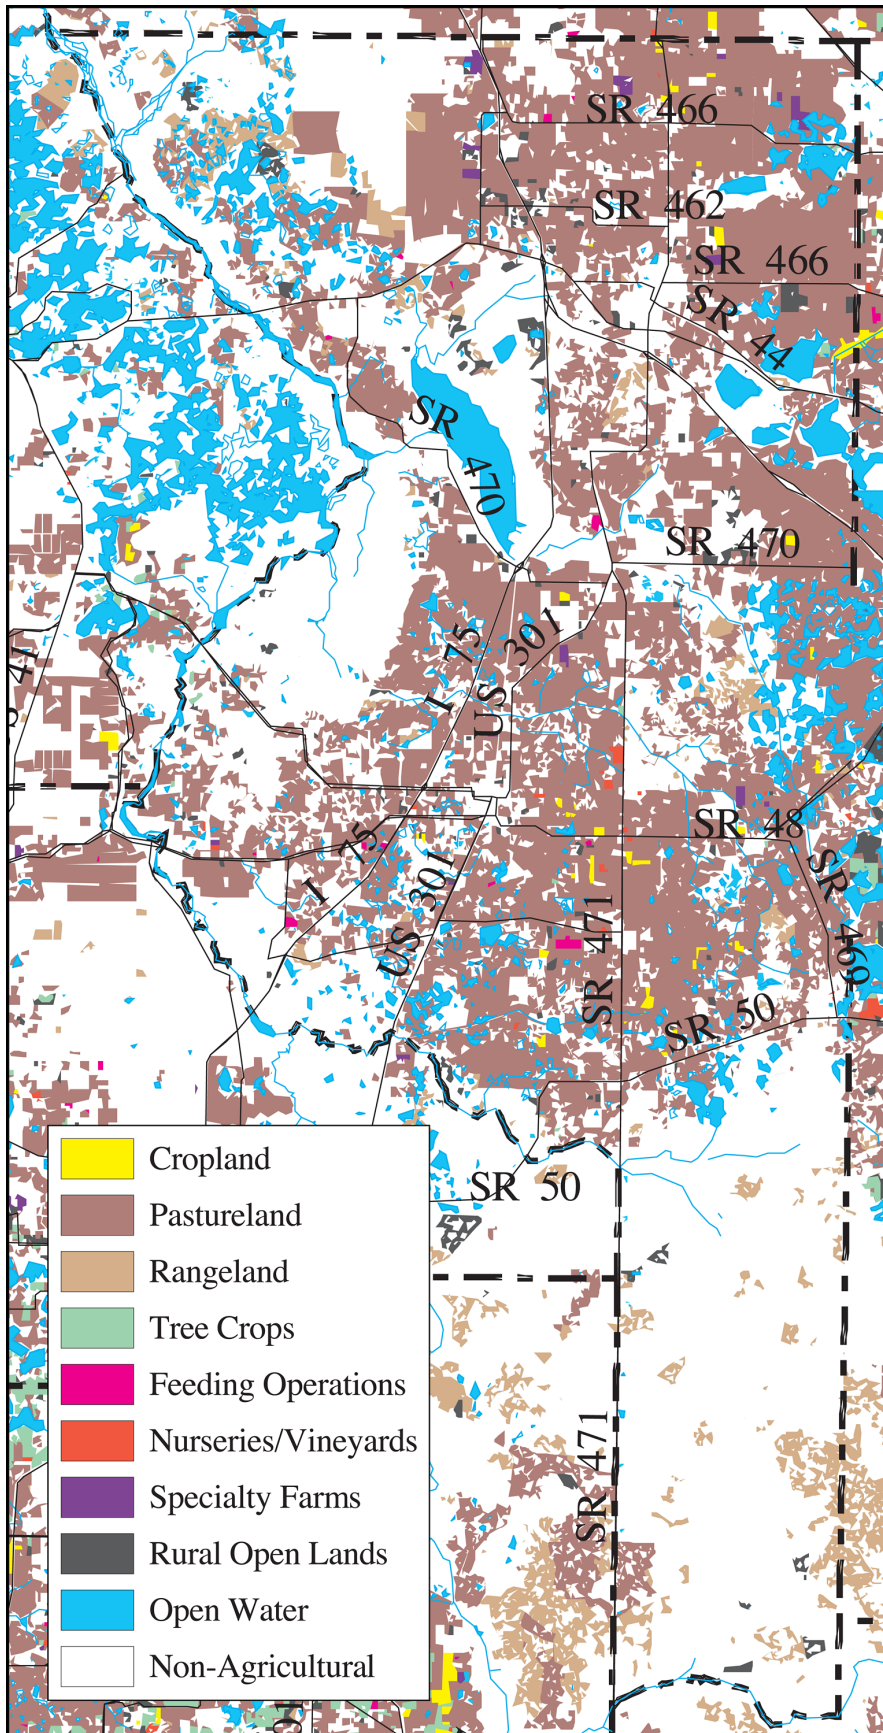 SR 466
SR 462
SR 466
SR 44
SR 470
SR 470
I 75
US 301
41
SR 48
I 75
US 301
SR 471
SR 469
SR 50
SR 50
SR 471
Cropland
Pastureland
Rangeland
Tree Crops
Feeding Operations
Nurseries/Vineyards
Specialty Farms
Rural Open Lands
Open Water
Non-Agricultural